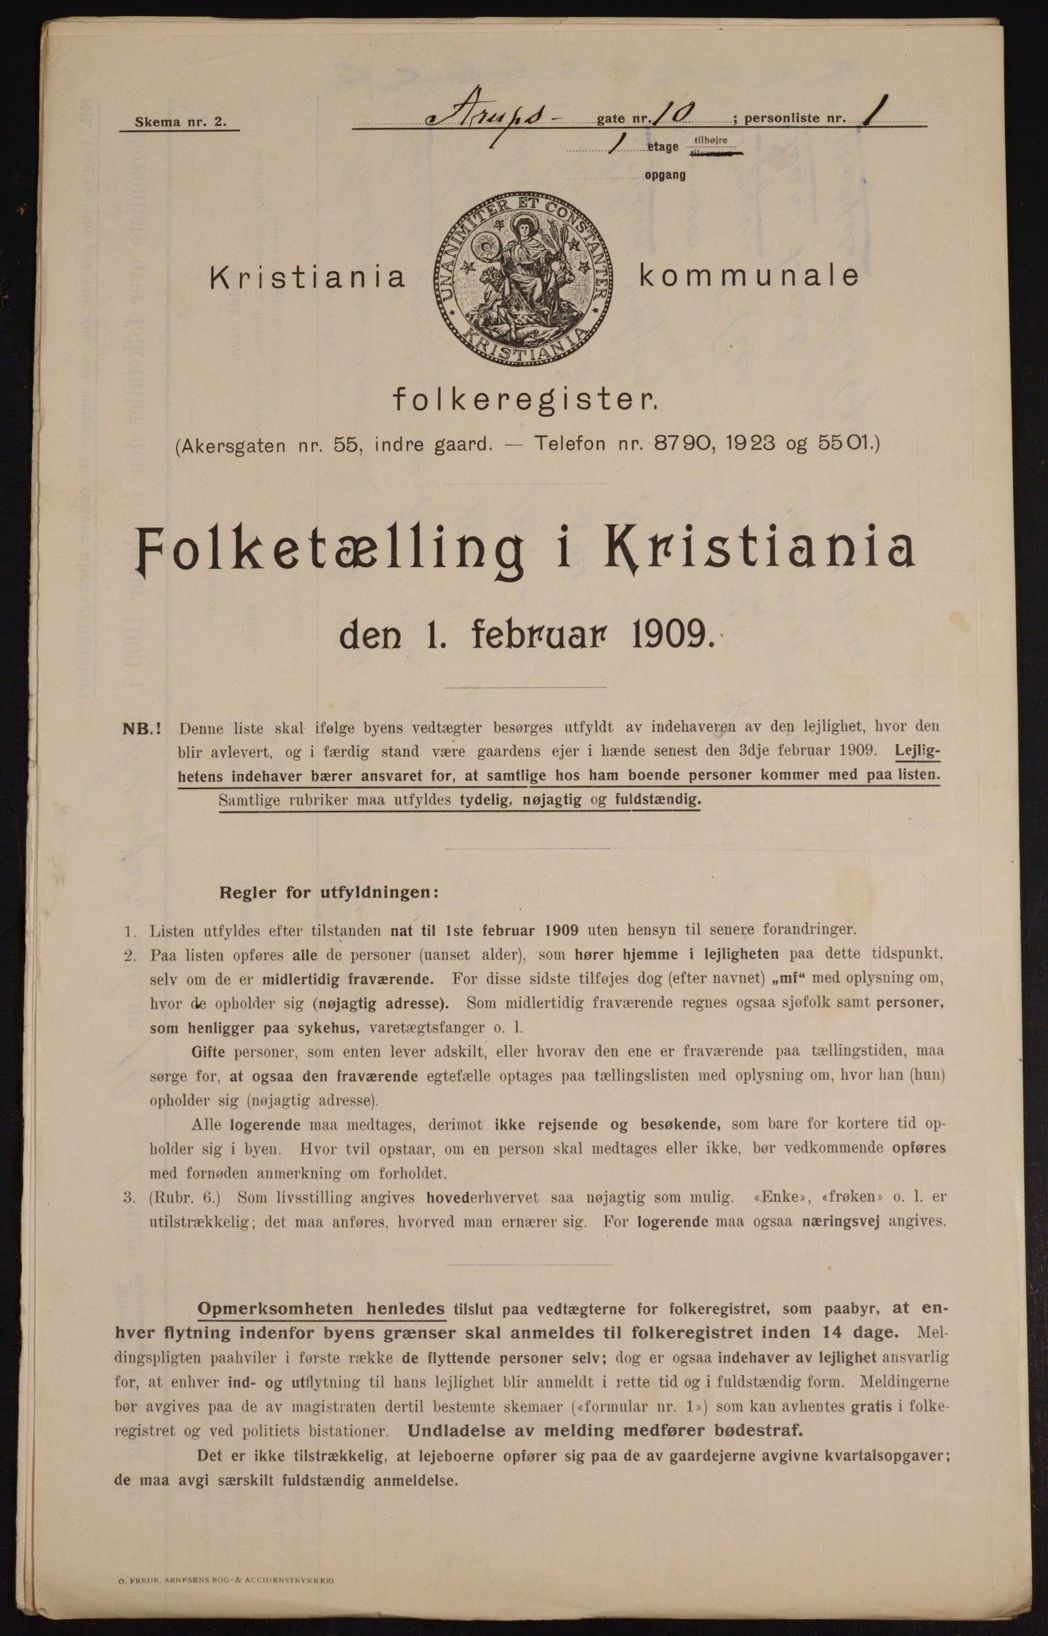 Skema nr. 2.
Arups- gate nr. 10 ; personliste nr. 1
1 etage tilhøjre
tilvenstre
opgang
UNANIMITER ET CONSTANTER
KRISTIANIA
Kristiania kommunale
folkeregister.
(Akersgaten nr. 55, indre gaard. — Telefon nr. 8790, 1923 og 5501.)
Folketælling i Kristiania
den 1. februar 1909.
NB.! Denne liste skal ifølge byens vedtægter besørges utfyldt av indehaveren av den lejlighet, hvor den
blir avlevert, og i færdig stand være gaardens ejer i hænde senest den 3dje februar 1909. Lejlig-
hetens indehaver bærer ansvaret for, at samtlige hos ham boende personer kommer med paa listen.
Samtlige rubriker maa utfyldes tydelig, nøjagtig og fuldstændig.
Regler for utfyldningen:
1. Listen utfyldes efter tilstanden nat til 1ste februar 1909 uten hensyn til senere forandringer.
2. Paa listen opføres alle de personer (uanset alder), som hører hjemme i lejligheten paa dette tidspunkt,
selv om de er midlertidig fraværende. For disse sidste tilføjes dog (efter navnet) „mf“ med oplysning om,
hvor de opholder sig (nøjagtig adresse). Som midlertidig fraværende regnes ogsaa sjøfolk samt personer,
som henligger paa sykehus, varetægtsfanger o. l.
Gifte personer, som enten lever adskilt, eller hvorav den ene er fraværende paa tællingstiden, maa
sørge for, at ogsaa den fraværende egtefælle optages paa tællingslisten med oplysning om, hvor han (hun)
opholder sig (nøjagtig adresse).
Alle logerende maa medtages, derimot ikke rejsende og besøkende, som bare for kortere tid op-
holder sig i byen. Hvor tvil opstaar, om en person skal medtages eller ikke, bør vedkommende opføres
med fornøden anmerkning om forholdet.
3. (Rubr. 6.) Som livsstilling angives hovederhvervet saa nøjagtig som mulig. «Enke», «frøken» o. l. er
utilstrækkelig; det maa anføres, hvorved man ernærer sig. For logerende maa ogsaa næringsvej angives.
Opmerksomheten henledes tilslut paa vedtægterne for folkeregistret, som paabyr, at en-
hver flytning indenfor byens grænser skal anmeldes til folkeregistret inden 14 dage. Mel-
dingspligten paahviler i første række de flyttende personer selv; dog er ogsaa indehaver av lejlighet ansvarlig
for, at enhver ind- og utflytning til hans lejlighet blir anmeldt i rette tid og i fuldstændig form. Meldingerne
bør avgives paa de av magistraten dertil bestemte skemaer («formular nr. 1») som kan avhentes gratis i folke-
registret og ved politiets bistationer. Undladelse av melding medfører bødestraf.
Det er ikke tilstrækkelig, at lejeboerne opfører sig paa de av gaardejerne avgivne kvartalsopgaver;
de maa avgi særskilt fuldstændig anmeldelse.
O. FREDR. ARNESENS BOG- & ACCIDENSTRYKKERI